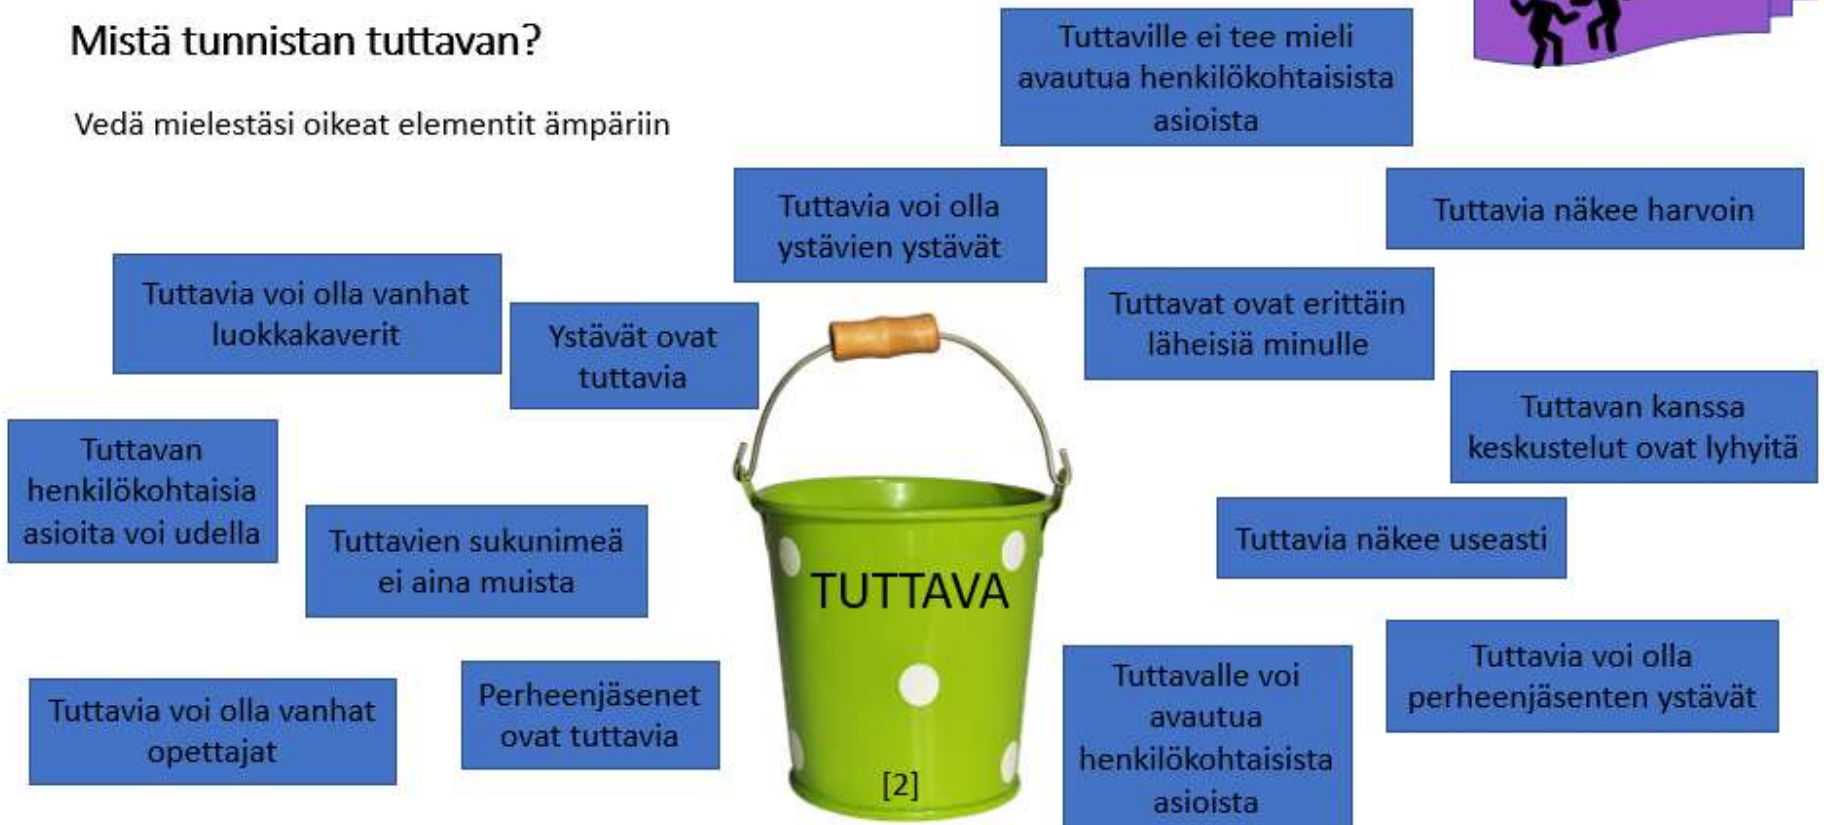 Mistä tunnistan tuttavan?
Vedä mielestäsi oikeat elementit ämpäriin
Tuttaville ei tee mieli
avautua henkilökohtaisista
asioista
Tuttavia voi olla
ystävien ystävät
Tuttavia näkee harvoin
Tuttavia voi olla vanhat
luokkakaverit
Ystävät ovat
tuttavia
Tuttavat ovat erittäin
läheisiä minulle
Tuttavan kanssa
keskustelut ovat lyhyitä
Tuttavan
henkilökohtaisia
asioita voi udella
Tuttavien sukunimeä
ei aina muista
Tuttavia näkee useasti
TUTTAVA
Tuttavia voi olla vanhat
opettajat
Perheenjäsenet
ovat tuttavia
[2]
Tuttavalle voi
avautua
henkilökohtaisista
asioista
Tuttavia voi olla
perheenjäsenten ystävät